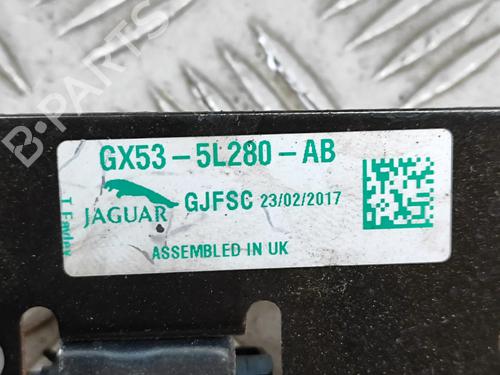 GX53-5L280-AB
JAGUAR GJFSC 23/02/2017
ASSEMBLED IN UK
B-PARTS